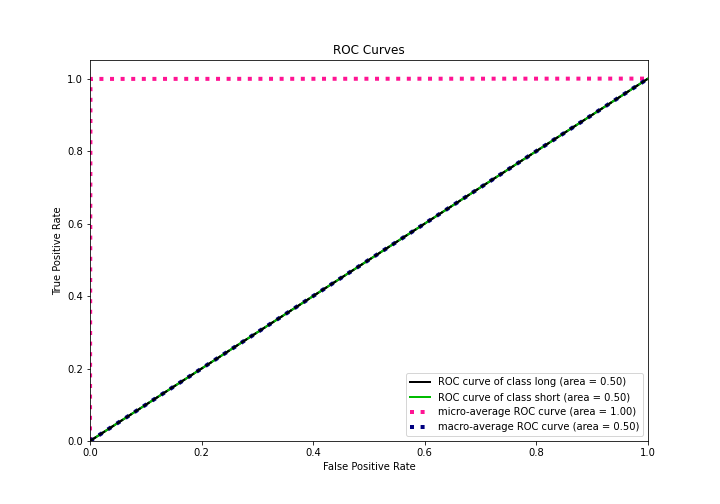 ROC Curves
1.0
0.8
0.6
0.4
0.2
0.0
True Positive Rate
0.0 0.2 0.4 0.6 0.8 1.0
False Positive Rate
ROC curve of class long (area = 0.50)
ROC curve of class short (area = 0.50)
micro-average ROC curve (area = 1.00)
macro-average ROC curve (area = 0.50)